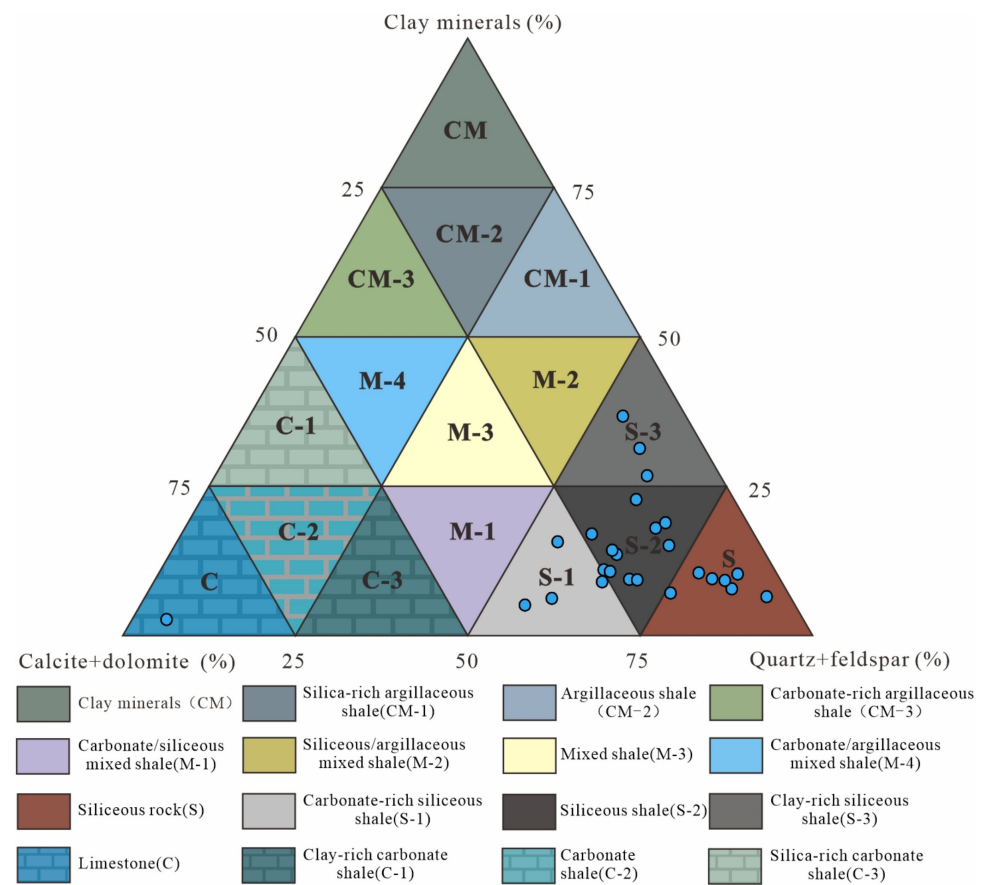 Clay minerals (%)
CM
25
75
CM-2
CM-3
CM-1
50
50
M-4
M-2
C-1
M-3
S-3
75
25
C-2
M-1
S-2
C
C-3
S-1
S
Calcite+dolomite (%)
25
50
75
Quartz+feldspar (%)
Clay minerals（CM）
Silica-rich argillaceous
shale(CM-1)
Argillaceous shale
（CM-2）
Carbonate-rich argillaceous
shale（CM-3）
Carbonate/siliceous
mixed shale(M-1)
Siliceous/argillaceous
mixed shale(M-2)
Mixed shale(M-3)
Carbonate/argillaceous
mixed shale(M-4)
Siliceous rock(S)
Carbonate-rich siliceous
shale(S-1)
Siliceous shale(S-2)
Clay-rich siliceous
shale(S-3)
Limestone(C)
Clay-rich carbonate
shale(C-1)
Carbonate
shale(C-2)
Silica-rich carbonate
shale(C-3)